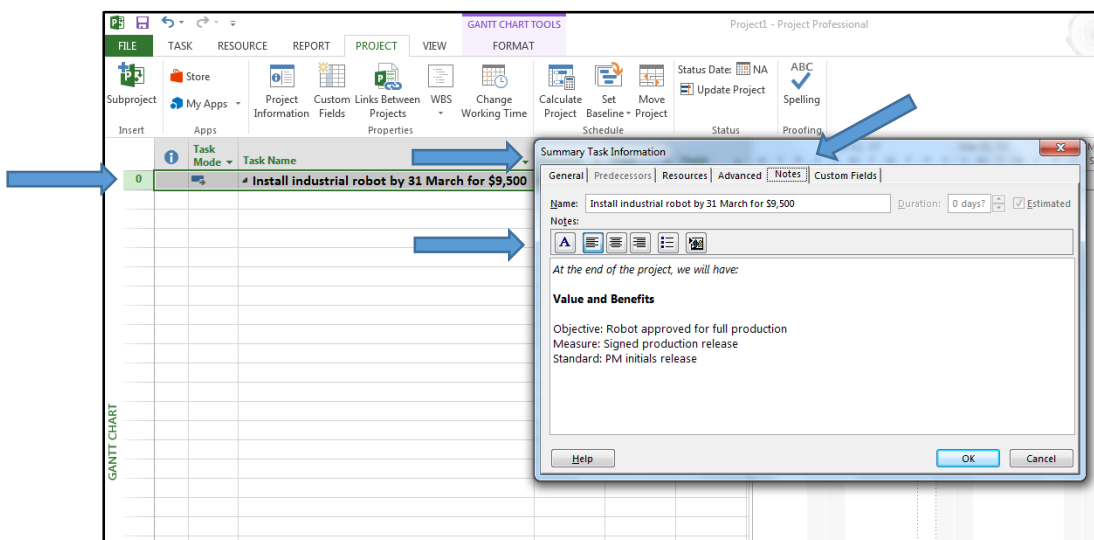 GANTT CHART TOOLS
Project1 - Project Professional
FILE TASK RESOURCE REPORT PROJECT VIEW FORMAT
Subproject
Store
My Apps
Project Information
Custom Fields
Links Between Projects
WBS
Change Working Time
Calculate Project
Set Baseline
Move Project
Status Date: NA
Update Project
ABC
Spelling
Insert Apps Properties Schedule Status Proofing
Task Mode Task Name
0 Install industrial robot by 31 March for $9,500
GANTT CHART
Summary Task Information
General Predecessors Resources Advanced Notes Custom Fields
Name: Install industrial robot by 31 March for $9,500 Duration: 0 days? Estimated
Notes:
A
At the end of the project, we will have:
Value and Benefits
Objective: Robot approved for full production
Measure: Signed production release
Standard: PM initials release
Help OK Cancel